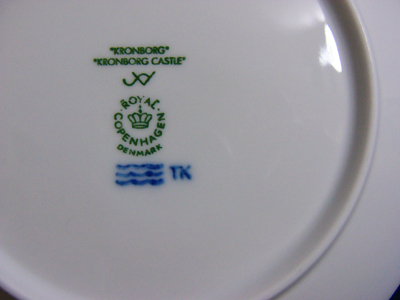 "KRONBORG"
"KRONBORG CASTLE"
ROYAL
COPENHAGEN
DENMARK
TK